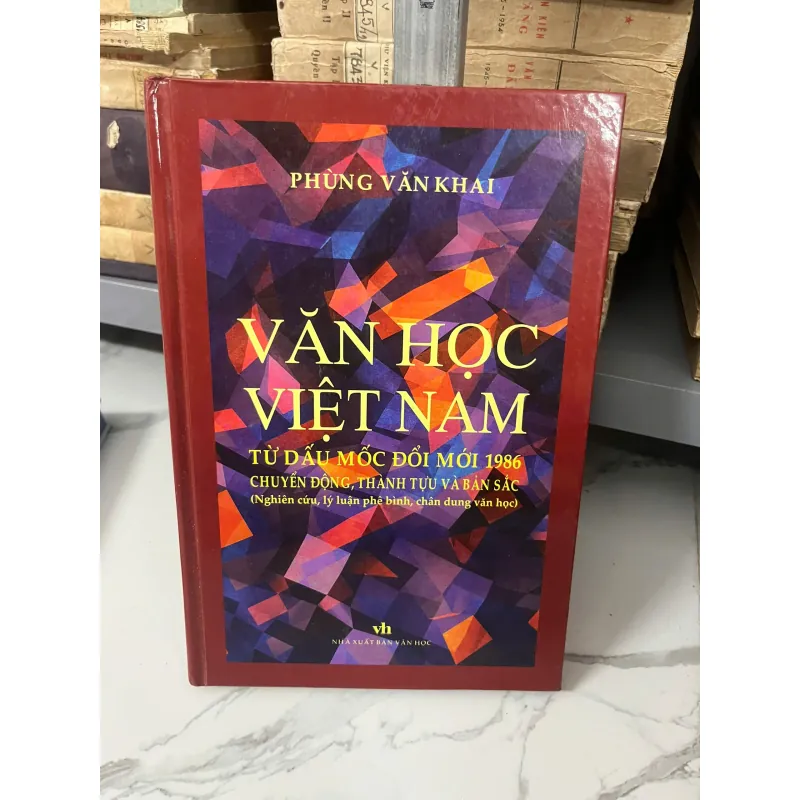 PHÙNG VĂN KHAI
VĂN HỌC
VIỆT NAM
TỪ DẤU MỐC ĐỔI MỚI 1986
CHUYỂN ĐỘNG, THÀNH TỰU VÀ BẢN SẮC
(Nghiên cứu, lý luận phê bình, chân dung văn học)
vh
NHÀ XUẤT BẢN VĂN HỌC